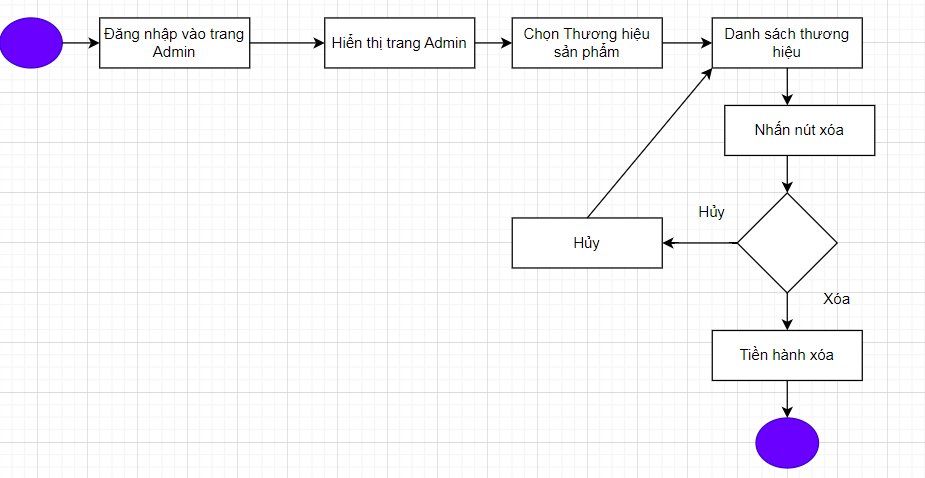 Đăng nhập vào trang
Admin
Hiển thị trang Admin
Chọn Thương hiệu
sản phẩm
Danh sách thương
hiệu
Nhấn nút xóa
Hủy
Hủy
Xóa
Tiền hành xóa